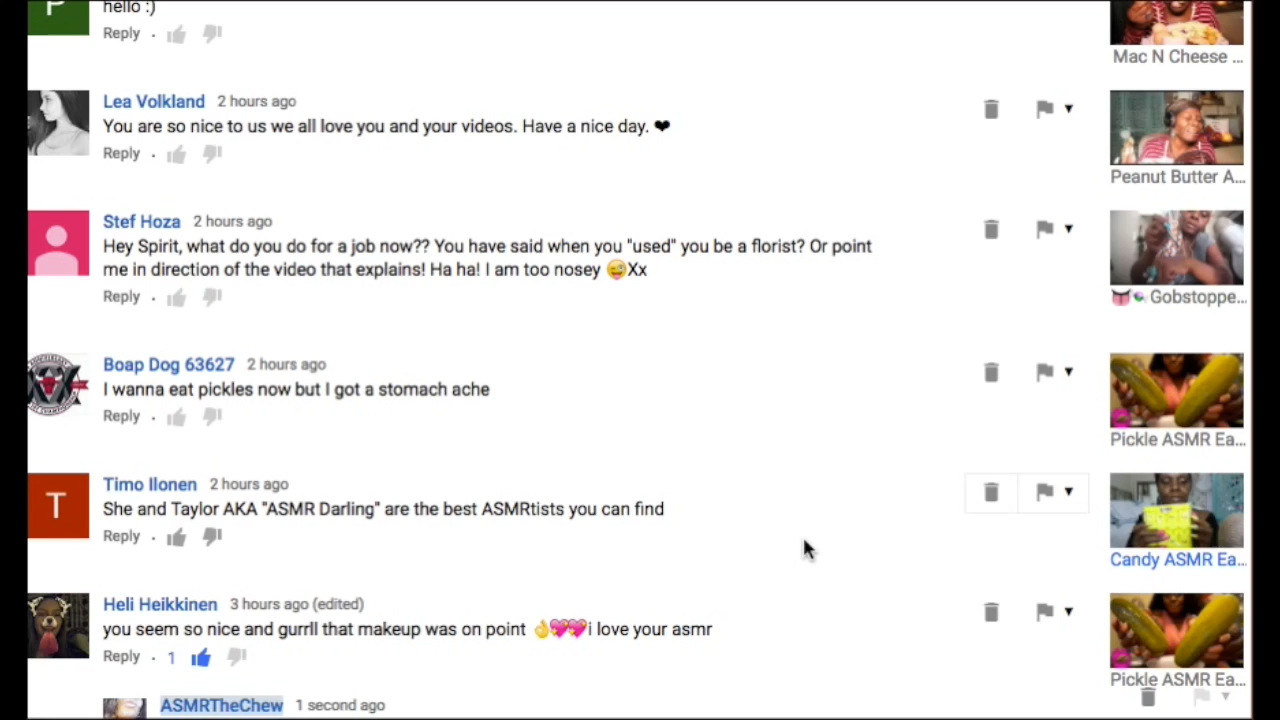 P
hello :)
Reply .
Mac N Cheese ...
Lea Volkland 2 hours ago
You are so nice to us we all love you and your videos. Have a nice day. ❤
Reply .
Peanut Butter A...
Stef Hoza 2 hours ago
Hey Spirit, what do you do for a job now?? You have said when you "used" you be a florist? Or point
me in direction of the video that explains! Ha ha! I am too nosey 😜Xx
Reply .
Gobstoppe...
Boap Dog 63627 2 hours ago
I wanna eat pickles now but I got a stomach ache
Reply .
Pickle ASMR Ea...
T
Timo Ilonen 2 hours ago
She and Taylor AKA "ASMR Darling" are the best ASMRtists you can find
Reply .
Candy ASMR Ea...
Heli Heikkinen 3 hours ago (edited)
you seem so nice and gurrll that makeup was on point 👌💖💖i love your asmr
Reply . 1
Pickle ASMR Ea...
ASMRTheChew 1 second ago